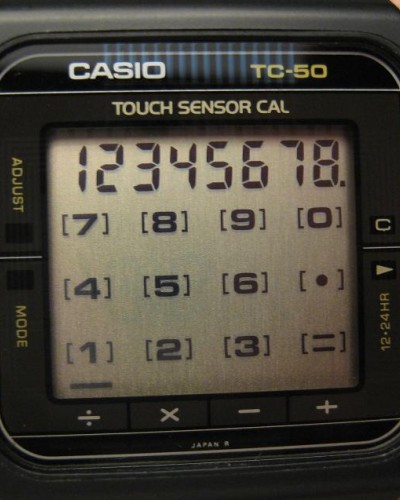 CASIO TC-50
TOUCH SENSOR CAL
12345678.
ADJUST
[7] [8] [9] [0]
C
[4] [5] [6] [•]
MODE
12•24HR
[1] [2] [3] [=]
÷ × − +
JAPAN R